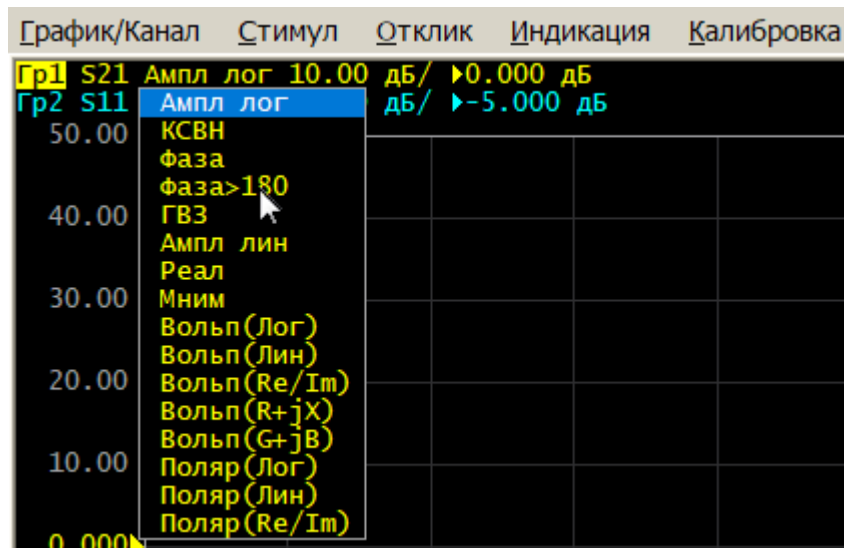 График/Канал Стимул Отклик Индикация Калибровка
Гр1 S21 Ампл лог 10.00 дБ/ ▶0.000 дБ
Гр2 S11 дБ/ ▶-5.000 дБ
Ампл лог
50.00 КСВН
Фаза
Фаза>180
40.00 ГВЗ
Ампл лин
Реал
30.00 Мним
Вольп(Лог)
Вольп(Лин)
20.00 Вольп(Re/Im)
Вольп(R+jX)
Вольп(G+jB)
10.00 Поляр(Лог)
Поляр(Лин)
Поляр(Re/Im)
0.000